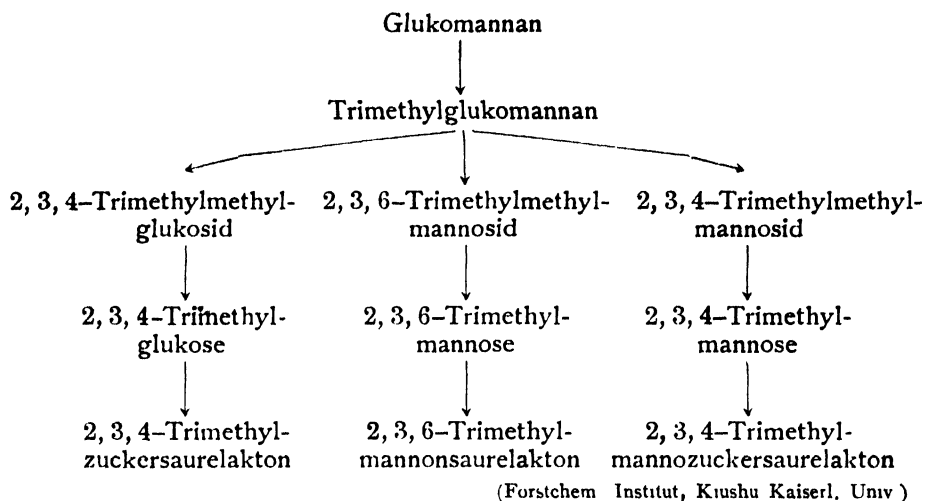 Glukomannan
Trimethylglukomannan
2, 3, 4–Trimethylmethyl-
glukosid
2, 3, 6–Trimethylmethyl-
mannosid
2, 3, 4–Trimethylmethyl-
mannosid
2, 3, 4–Trimethyl-
glukose
2, 3, 6–Trimethyl-
mannose
2, 3, 4–Trimethyl-
mannose
2, 3, 4–Trimethyl-
zuckersaurelakton
2, 3, 6–Trimethyl-
mannonsaurelakton
2, 3, 4–Trimethyl-
mannozuckersaurelakton
(Forstchem Institut, Kiushu Kaiserl. Univ)